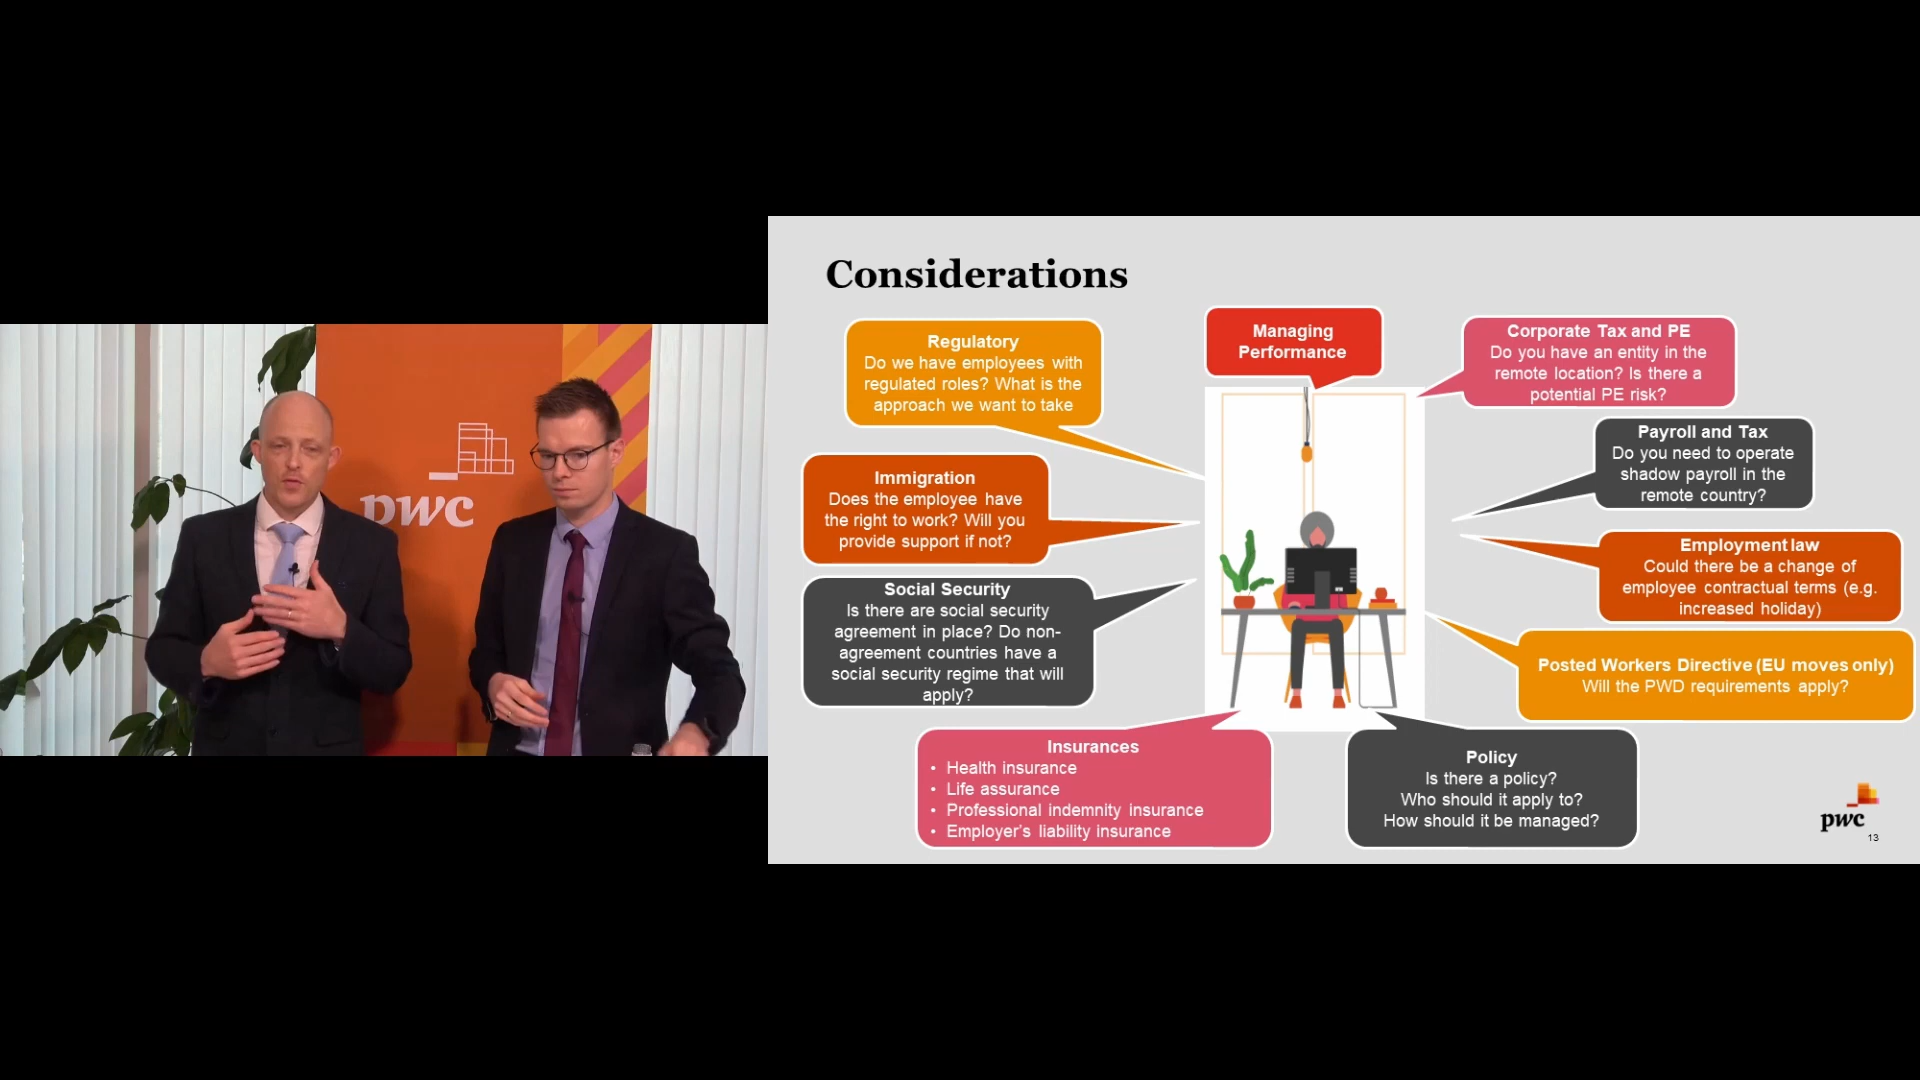 pwc
Considerations
Regulatory
Do we have employees with
regulated roles? What is the
approach we want to take
Managing
Performance
Corporate Tax and PE
Do you have an entity in the
remote location? Is there a
potential PE risk?
Immigration
Does the employee have
the right to work? Will you
provide support if not?
Payroll and Tax
Do you need to operate
shadow payroll in the
remote country?
Social Security
Is there are social security
agreement in place? Do non-
agreement countries have a
social security regime that will
apply?
Employment law
Could there be a change of
employee contractual terms (e.g.
increased holiday)
Posted Workers Directive (EU moves only)
Will the PWD requirements apply?
Insurances
• Health insurance
• Life assurance
• Professional indemnity insurance
• Employer's liability insurance
Policy
Is there a policy?
Who should it apply to?
How should it be managed?
pwc
13